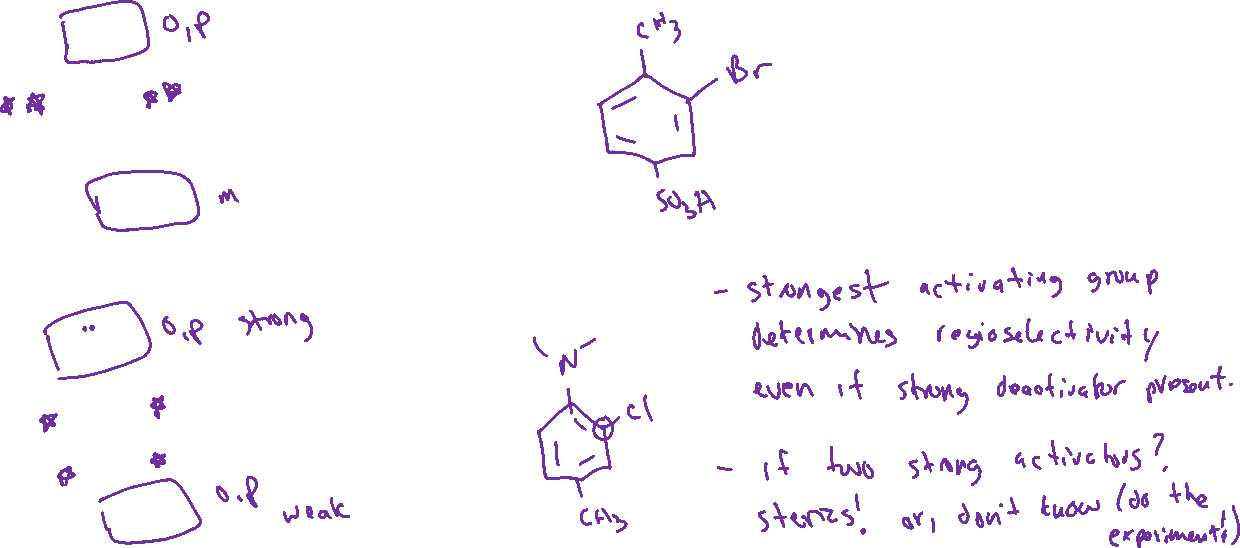 O,P
CH3
Br
m
SO3H
O,P strong
- strongest activating group
determines regioselectivity
even if strong deactivator present.
N
Cl
- if two strong activators?
O,P weak
CH3
sterics! or, don't know (do the
experiment!)